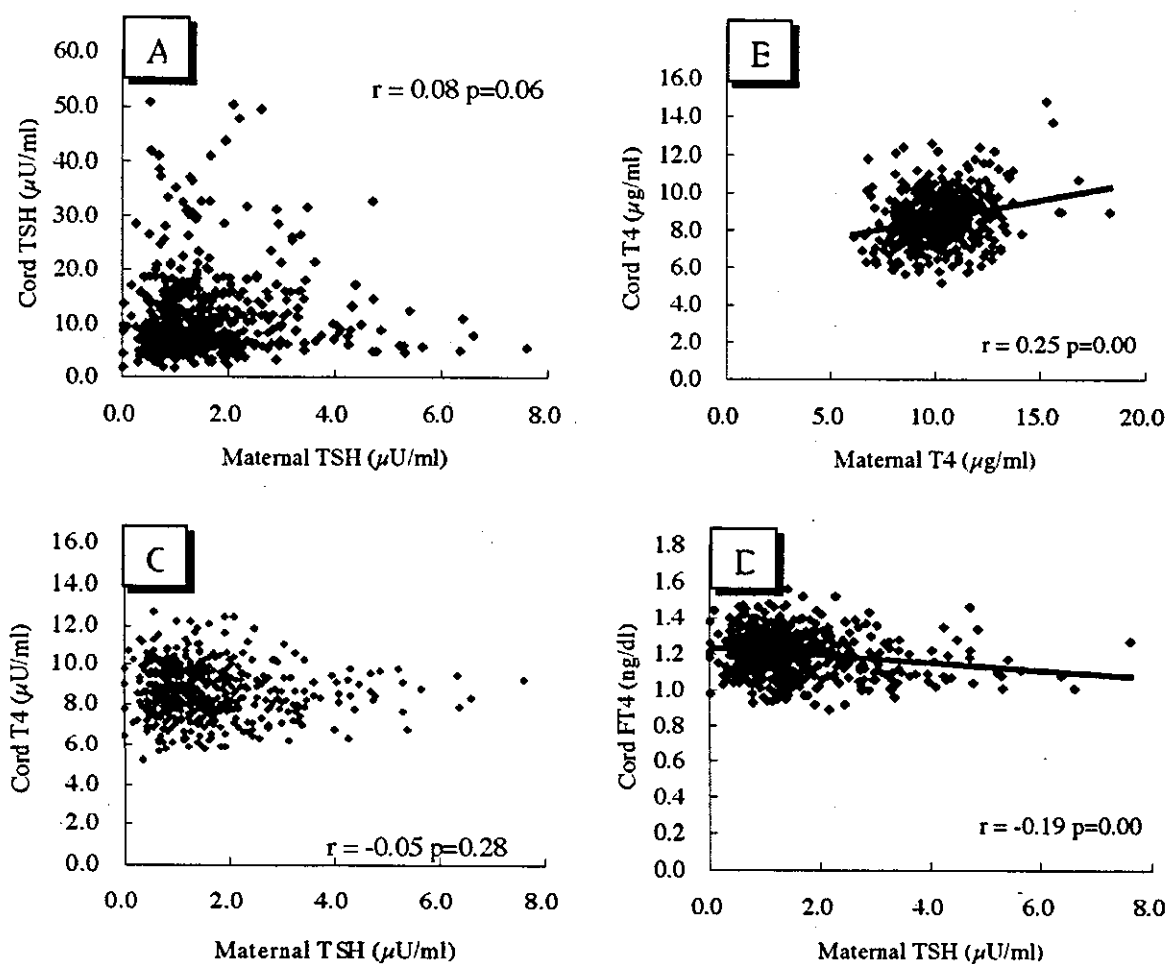 A
60.0
50.0
40.0
30.0
20.0
10.0
0.0
Cord TSH (μU/ml)
r = 0.08 p=0.06
0.0 2.0 4.0 6.0 8.0
Maternal TSH (μU/ml)
B
16.0
14.0
12.0
10.0
8.0
6.0
4.0
2.0
0.0
Cord T4 (μg/ml)
r = 0.25 p=0.00
5.0 10.0 15.0 20.0
Maternal T4 (μg/ml)
C
16.0
14.0
12.0
10.0
8.0
6.0
4.0
2.0
0.0
Cord T4 (μU/ml)
r = -0.05 p=0.28
0.0 2.0 4.0 6.0 8.0
Maternal TSH (μU/ml)
D
1.8
1.6
1.4
1.2
1.0
0.8
0.6
0.4
0.2
0.0
Cord FT4 (ng/dl)
r = -0.19 p=0.00
0.0 2.0 4.0 6.0 8.0
Maternal TSH (μU/ml)